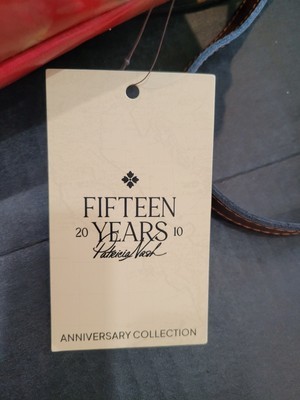 FIFTEEN
20 YEARS 10
Patricia Nash
ANNIVERSARY COLLECTION